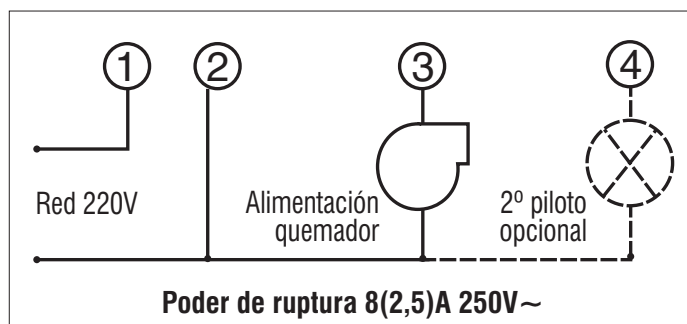 1 2 3 4
Red 220V
Alimentación
quemador
2º piloto
opcional
Poder de ruptura 8(2,5)A 250V~